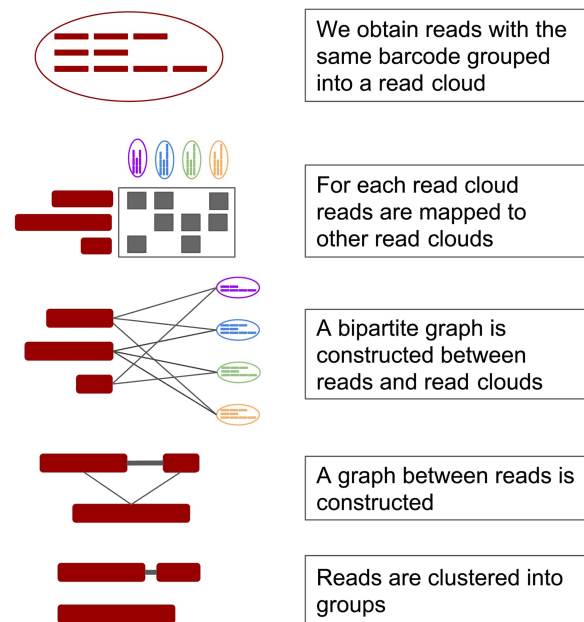 We obtain reads with the
same barcode grouped
into a read cloud
For each read cloud
reads are mapped to
other read clouds
A bipartite graph is
constructed between
reads and read clouds
A graph between reads is
constructed
Reads are clustered into
groups